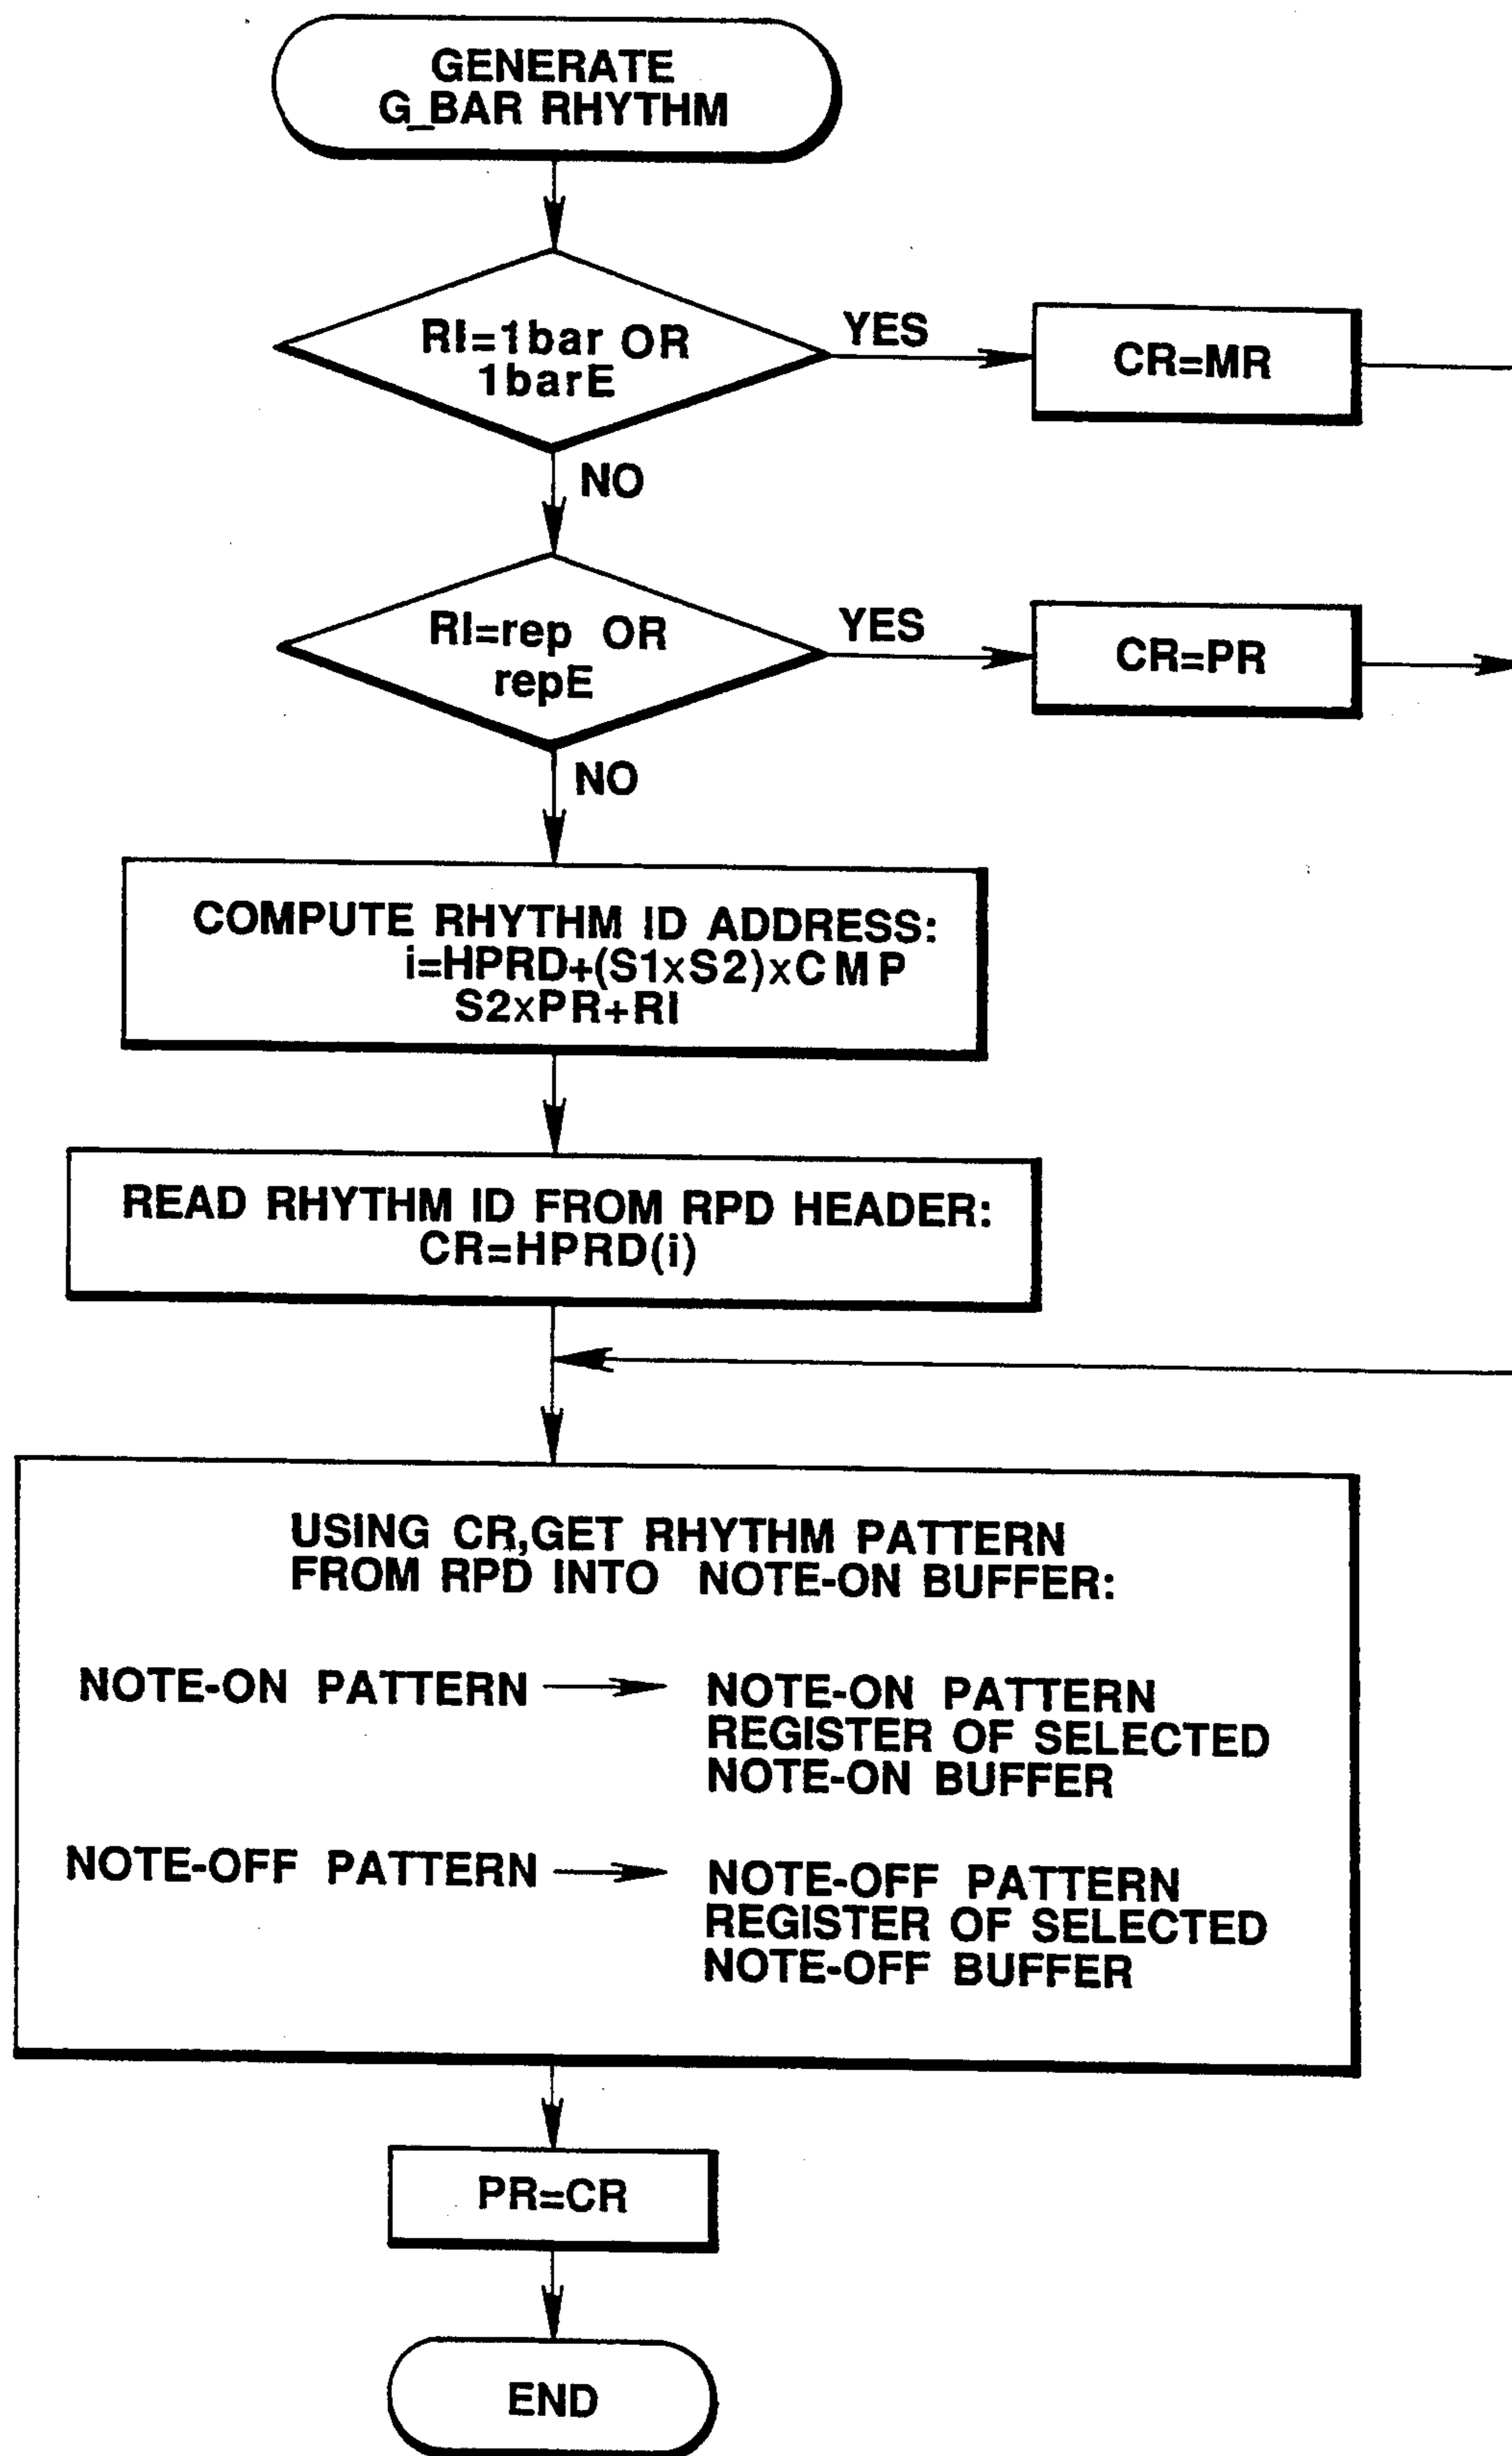 GENERATE
G_BAR RHYTHM
RI=1bar OR
1barE
YES
CR=MR
NO
RI=rep OR
repE
YES
CR=PR
NO
COMPUTE RHYTHM ID ADDRESS:
i=HPRD+(S1xS2)xCMP
S2xPR+RI
READ RHYTHM ID FROM RPD HEADER:
CR=HPRD(i)
USING CR,GET RHYTHM PATTERN
FROM RPD INTO NOTE-ON BUFFER:
NOTE-ON PATTERN → NOTE-ON PATTERN
REGISTER OF SELECTED
NOTE-ON BUFFER
NOTE-OFF PATTERN → NOTE-OFF PATTERN
REGISTER OF SELECTED
NOTE-OFF BUFFER
PR=CR
END